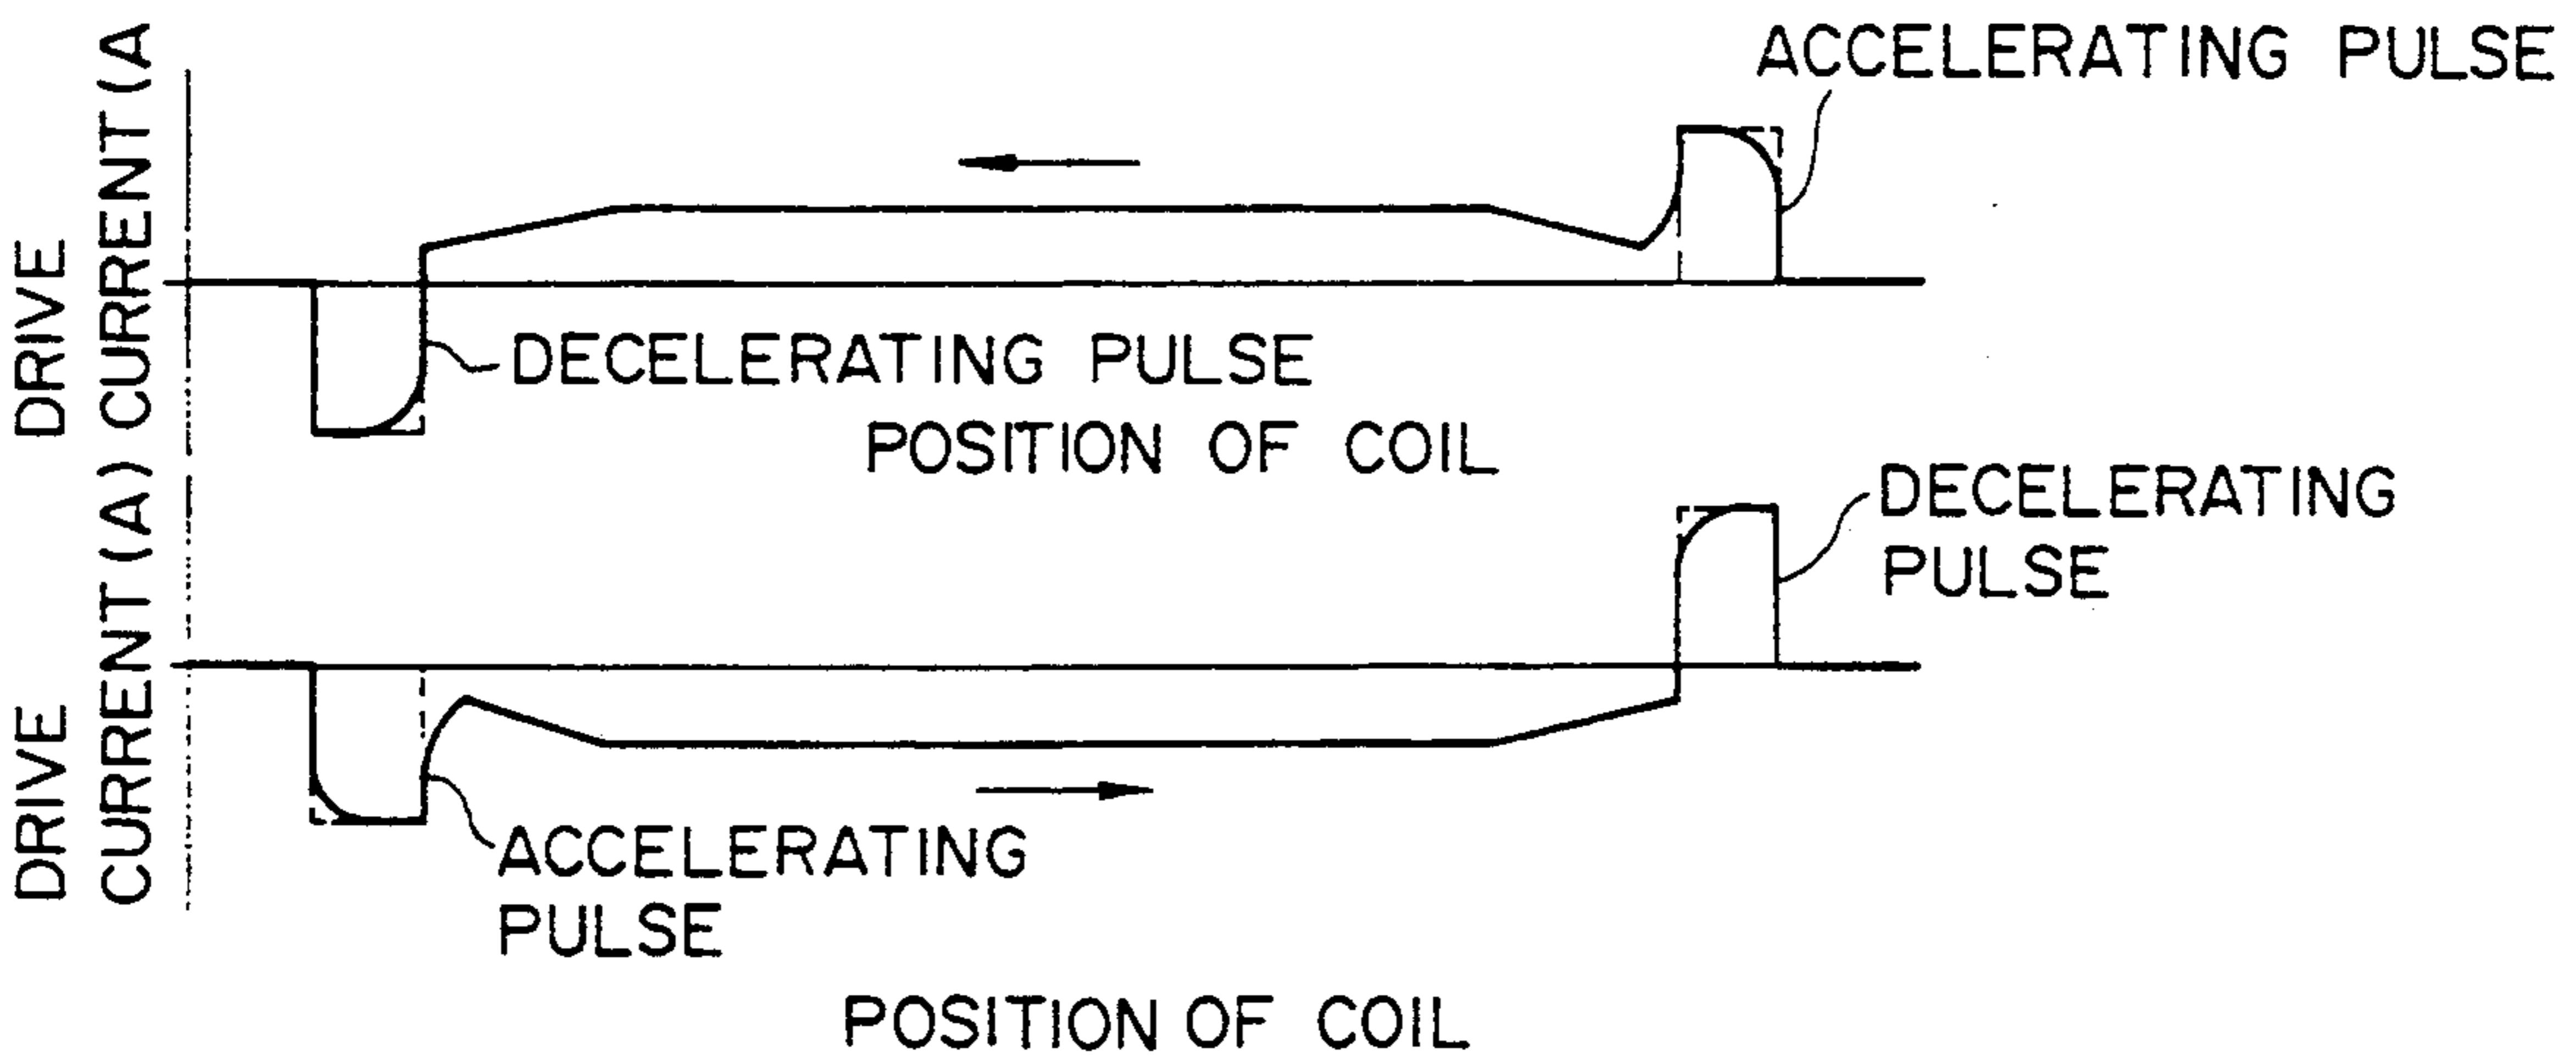 DRIVE
CURRENT (A
ACCELERATING PULSE
DECELERATING PULSE
POSITION OF COIL
DRIVE
CURRENT (A)
DECELERATING
PULSE
ACCELERATING
PULSE
POSITION OF COIL